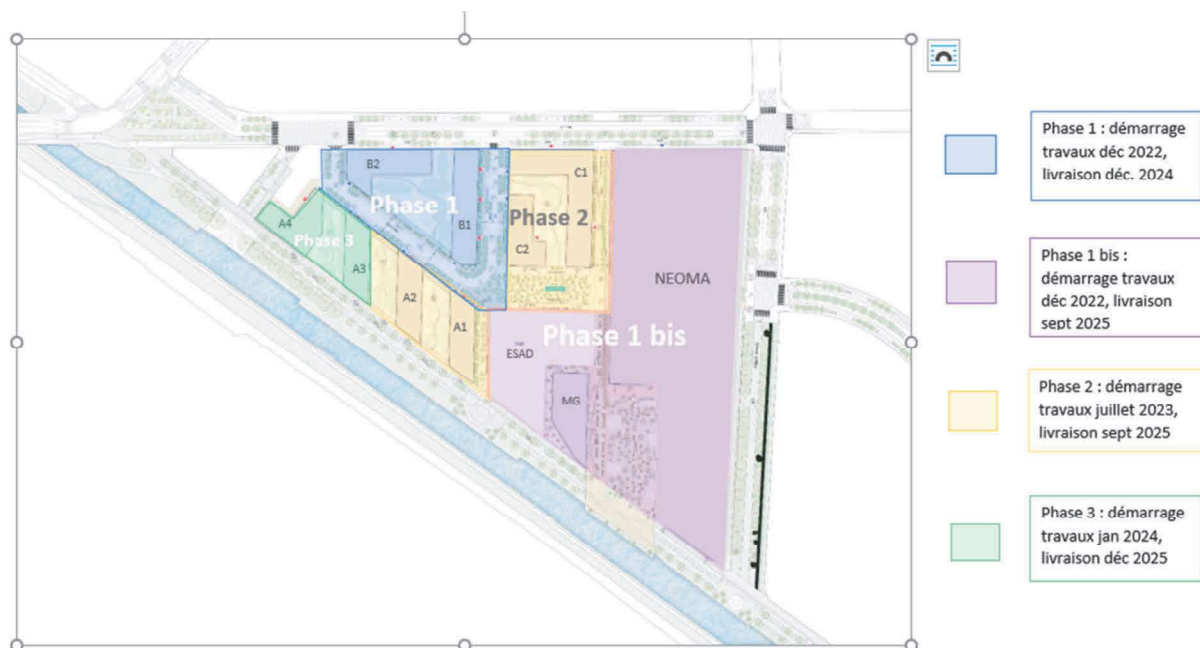 B2
C1
Phase 1
B1
Phase 2
A4
Phase 3
C2
A3
NEOMA
A2
A1
Phase 1 bis
ESAD
MG
Phase 1 : démarrage
travaux déc 2022,
livraison déc. 2024
Phase 1 bis :
démarrage travaux
déc 2022, livraison
sept 2025
Phase 2 : démarrage
travaux juillet 2023,
livraison sept 2025
Phase 3 : démarrage
travaux jan 2024,
livraison déc 2025